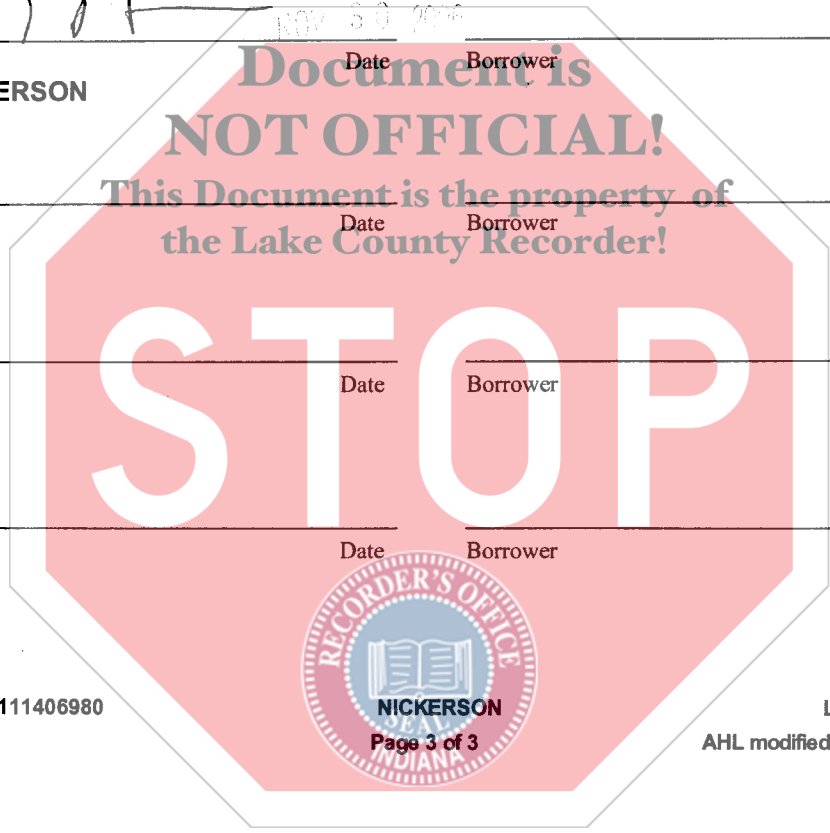 Date Borrower
Document is
ERSON
NOT OFFICIAL!
This Document is the property of
Date Borrower
the Lake County Recorder!
STOP
Date Borrower
Date Borrower
RECORDER'S OFFICE
111406980 NICKERSON L
SEAL
Page 3 of 3 AHL modified
INDIANA